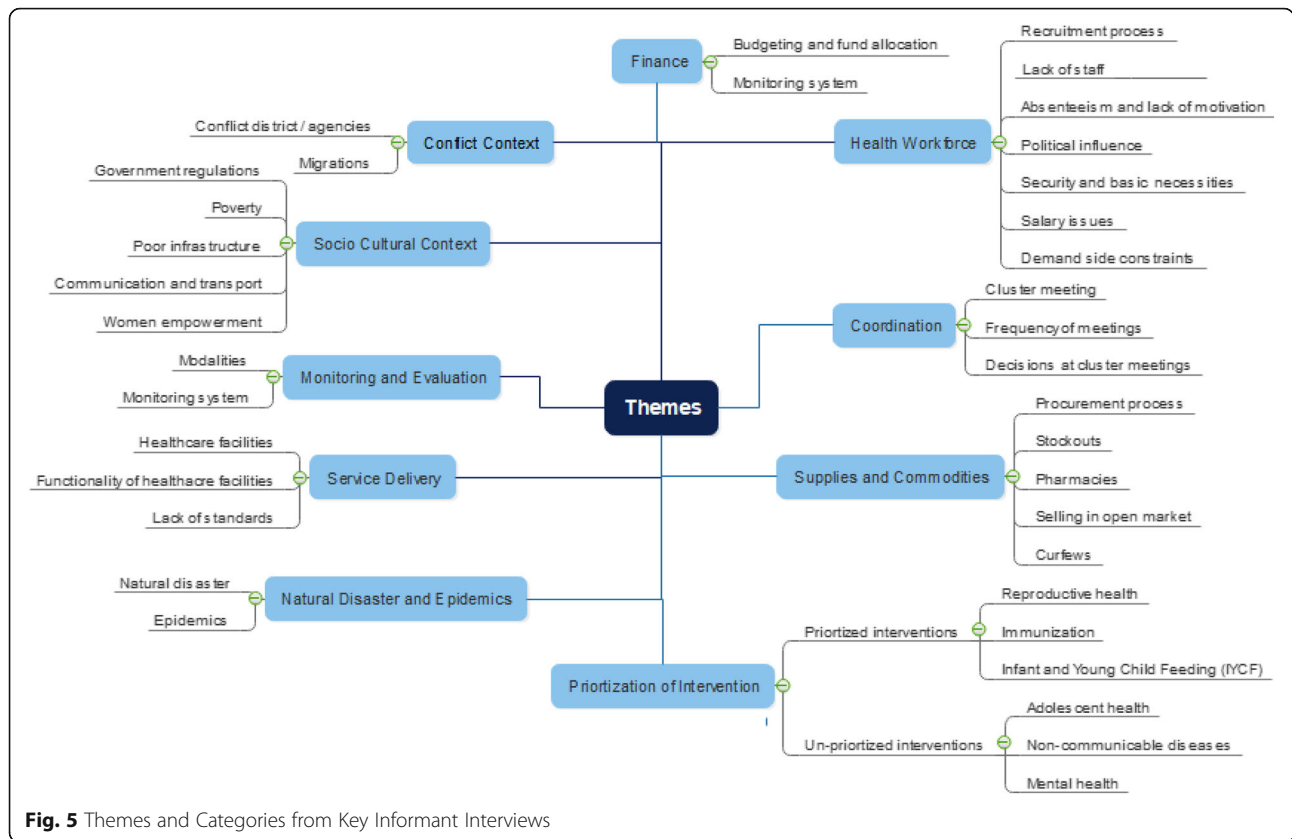 Themes
Finance
Budgeting and fund allocation
Monitoring system
Conflict Context
Conflict district / agencies
Migrations
Socio Cultural Context
Government regulations
Poverty
Poor infrastructure
Communication and transport
Women empowerment
Monitoring and Evaluation
Modalities
Monitoring system
Service Delivery
Healthcare facilities
Functionality of healthacre facilities
Lack of standards
Natural Disaster and Epidemics
Natural disaster
Epidemics
Health Workforce
Recruitment process
Lack of staff
Absenteeism and lack of motivation
Political influence
Security and basic necessities
Salary issues
Demand side constraints
Coordination
Cluster meeting
Frequency of meetings
Decisions at cluster meetings
Supplies and Commodities
Procurement process
Stockouts
Pharmacies
Selling in open market
Curfews
Priortization of Intervention
Prioritized interventions
Reproductive health
Immunization
Infant and Young Child Feeding (IYCF)
Un-priortized interventions
Adolescent health
Non-communicable diseases
Mental health
Fig. 5 Themes and Categories from Key Informant Interviews